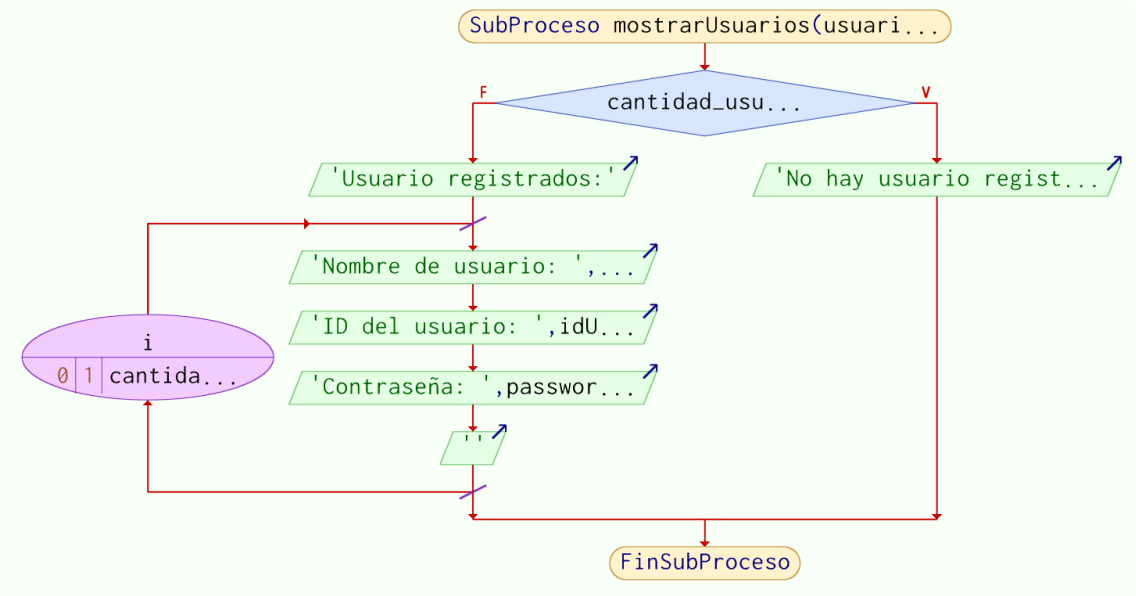 SubProceso mostrarUsuarios(usuari...
F
cantidad_usu...
V
'Usuario registrados:'
'No hay usuario regist...
'Nombre de usuario: ',...
'ID del usuario: ',idU...
i
0 1 cantida...
'Contraseña: ',passwor...
''
FinSubProceso